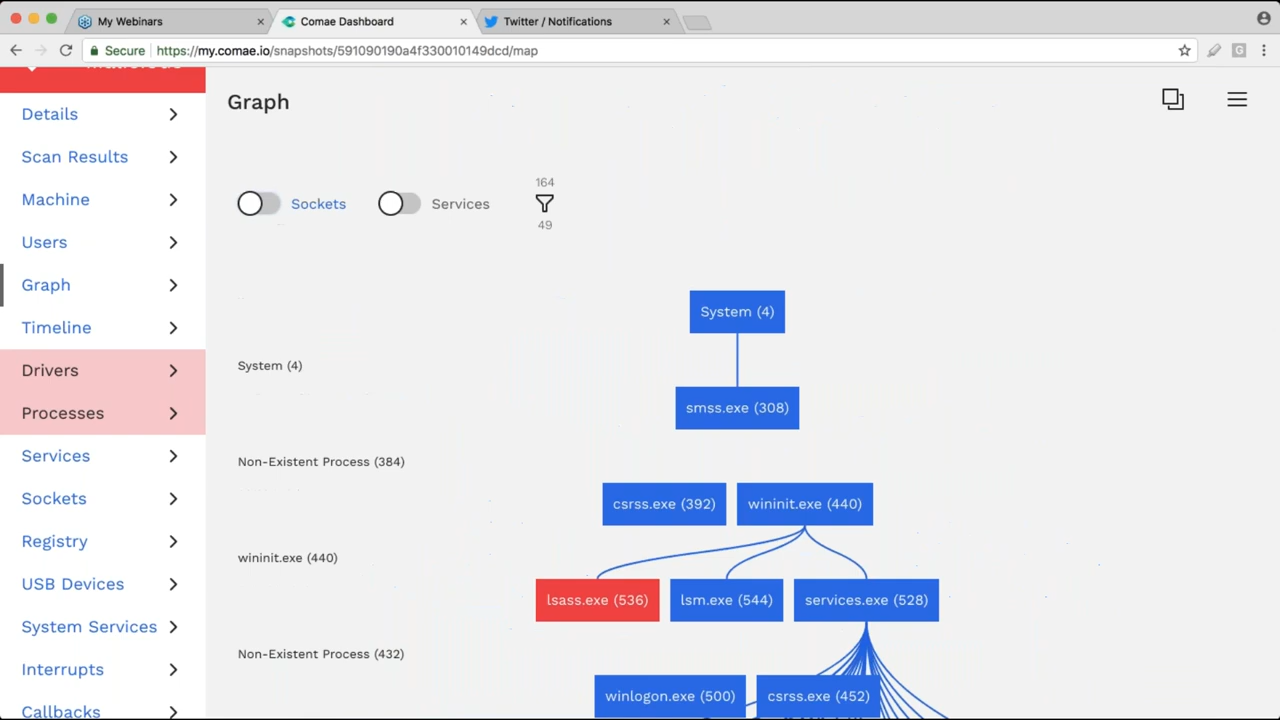 My Webinars
Comae Dashboard
Twitter / Notifications
Secure
https://my.comae.io/snapshots/591090190a4f330010149dcd/map
G
Details
Scan Results
Machine
Users
Graph
Timeline
Drivers
Processes
Services
Sockets
Registry
USB Devices
System Services
Interrupts
Callbacks
Graph
Sockets
Services
164
49
System (4)
System (4)
smss.exe (308)
Non-Existent Process (384)
csrss.exe (392)
wininit.exe (440)
wininit.exe (440)
lsass.exe (536)
lsm.exe (544)
services.exe (528)
Non-Existent Process (432)
winlogon.exe (500)
csrss.exe (452)